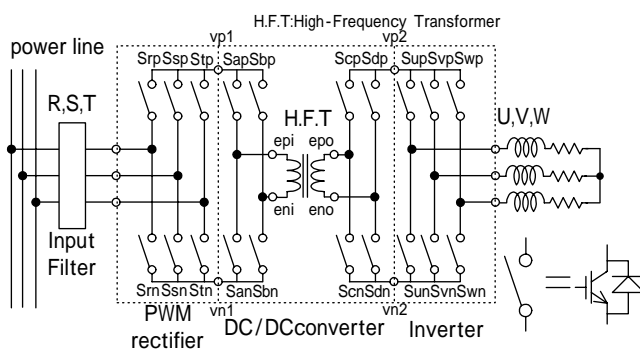 vp1
vp2
H.F.T:High-Frequency Transformer
power line
Srp Ssp Stp Sap Sbp
Scp Sdp Sup Svp Swp
R,S,T
H.F.T
U,V,W
epi
epo
eni
eno
Input
Filter
Srn Ssn Stn San Sbn
Scn Sdn Sun Svn Swn
vn1
vn2
PWM
rectifier
DC/DC converter
Inverter